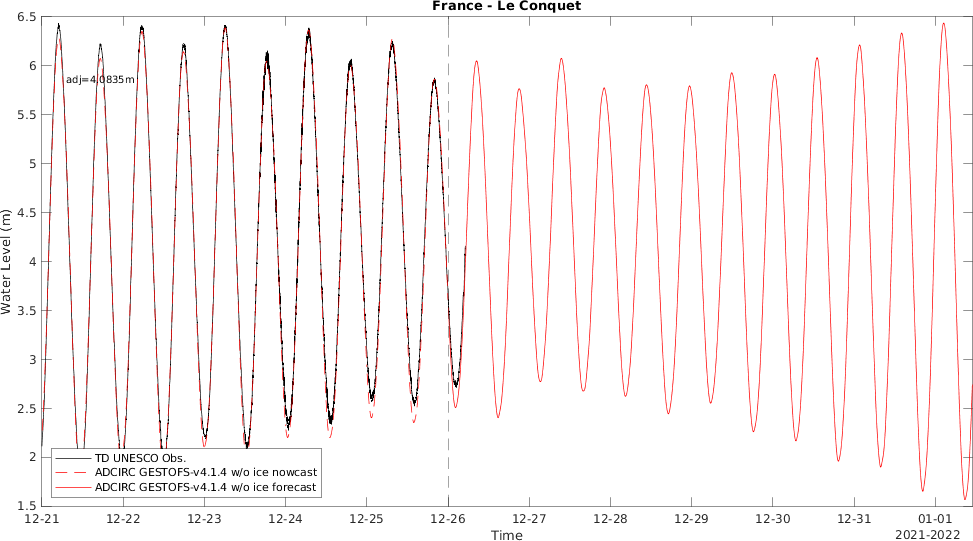 France - Le Conquet
6.5
6
5.5
5
4.5
4
3.5
3
2.5
2
1.5
Water Level (m)
adj=4.0835m
TD UNESCO Obs.
ADCIRC GESTOFS-v4.1.4 w/o ice nowcast
ADCIRC GESTOFS-v4.1.4 w/o ice forecast
12-21 12-22 12-23 12-24 12-25 12-26 12-27 12-28 12-29 12-30 12-31 01-01
Time
2021-2022